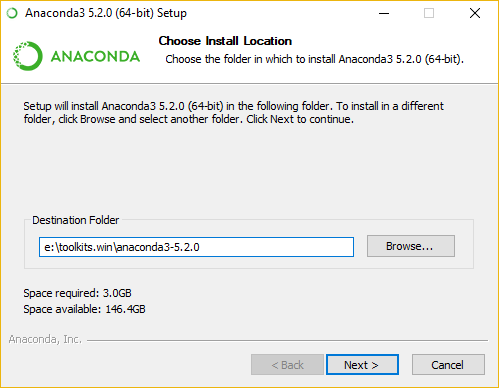 Anaconda3 5.2.0 (64-bit) Setup
ANACONDA
Choose Install Location
Choose the folder in which to install Anaconda3 5.2.0 (64-bit).
Setup will install Anaconda3 5.2.0 (64-bit) in the following folder. To install in a different
folder, click Browse and select another folder. Click Next to continue.
Destination Folder
e:\toolkits.win\anaconda3-5.2.0
Browse...
Space required: 3.0GB
Space available: 146.4GB
Anaconda, Inc.
< Back
Next >
Cancel